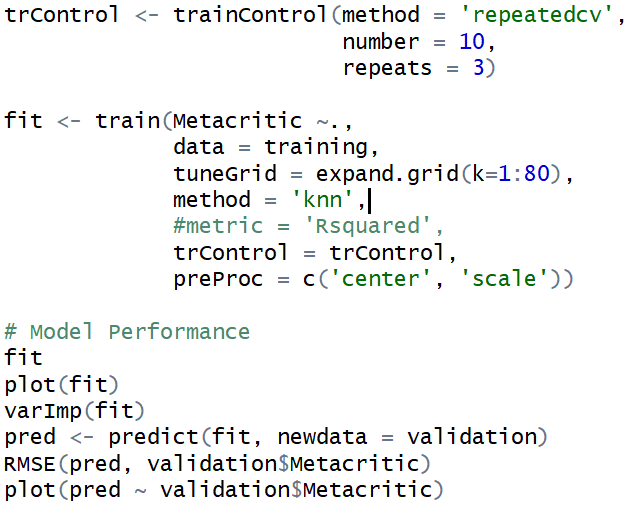 trControl <- trainControl(method = 'repeatedcv',
number = 10,
repeats = 3)
fit <- train(Metacritic ~.,
data = training,
tuneGrid = expand.grid(k=1:80),
method = 'knn',
#metric = 'Rsquared',
trControl = trControl,
preProc = c('center', 'scale'))
# Model Performance
fit
plot(fit)
varImp(fit)
pred <- predict(fit, newdata = validation)
RMSE(pred, validation$Metacritic)
plot(pred ~ validation$Metacritic)